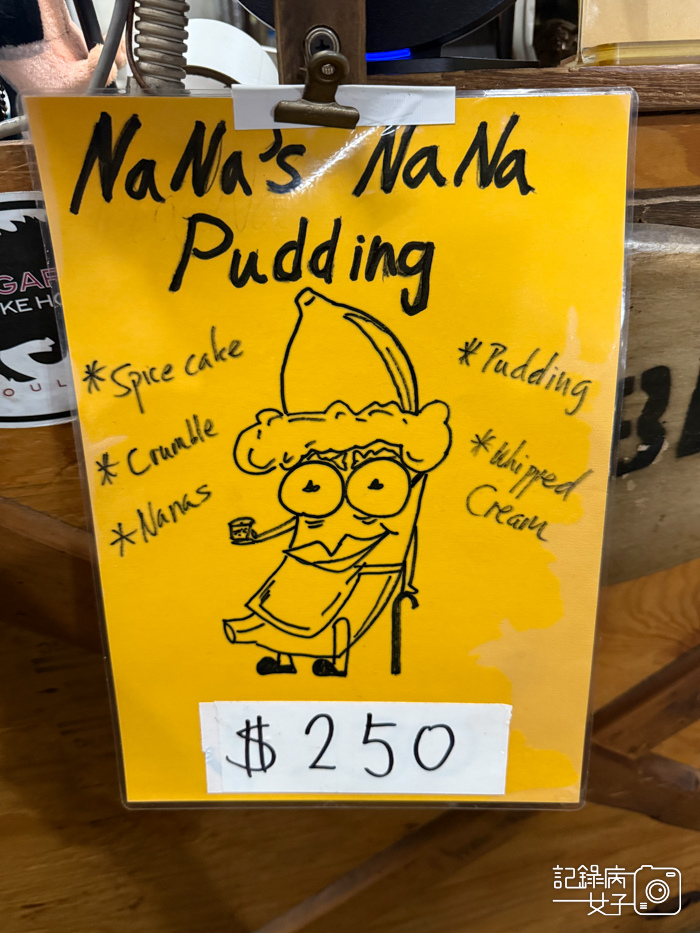 NaNa's NaNa
Pudding
*Spice cake
*Crumble
*Nanas
*Pudding
*Whipped
Cream
$250
記錄病
女子